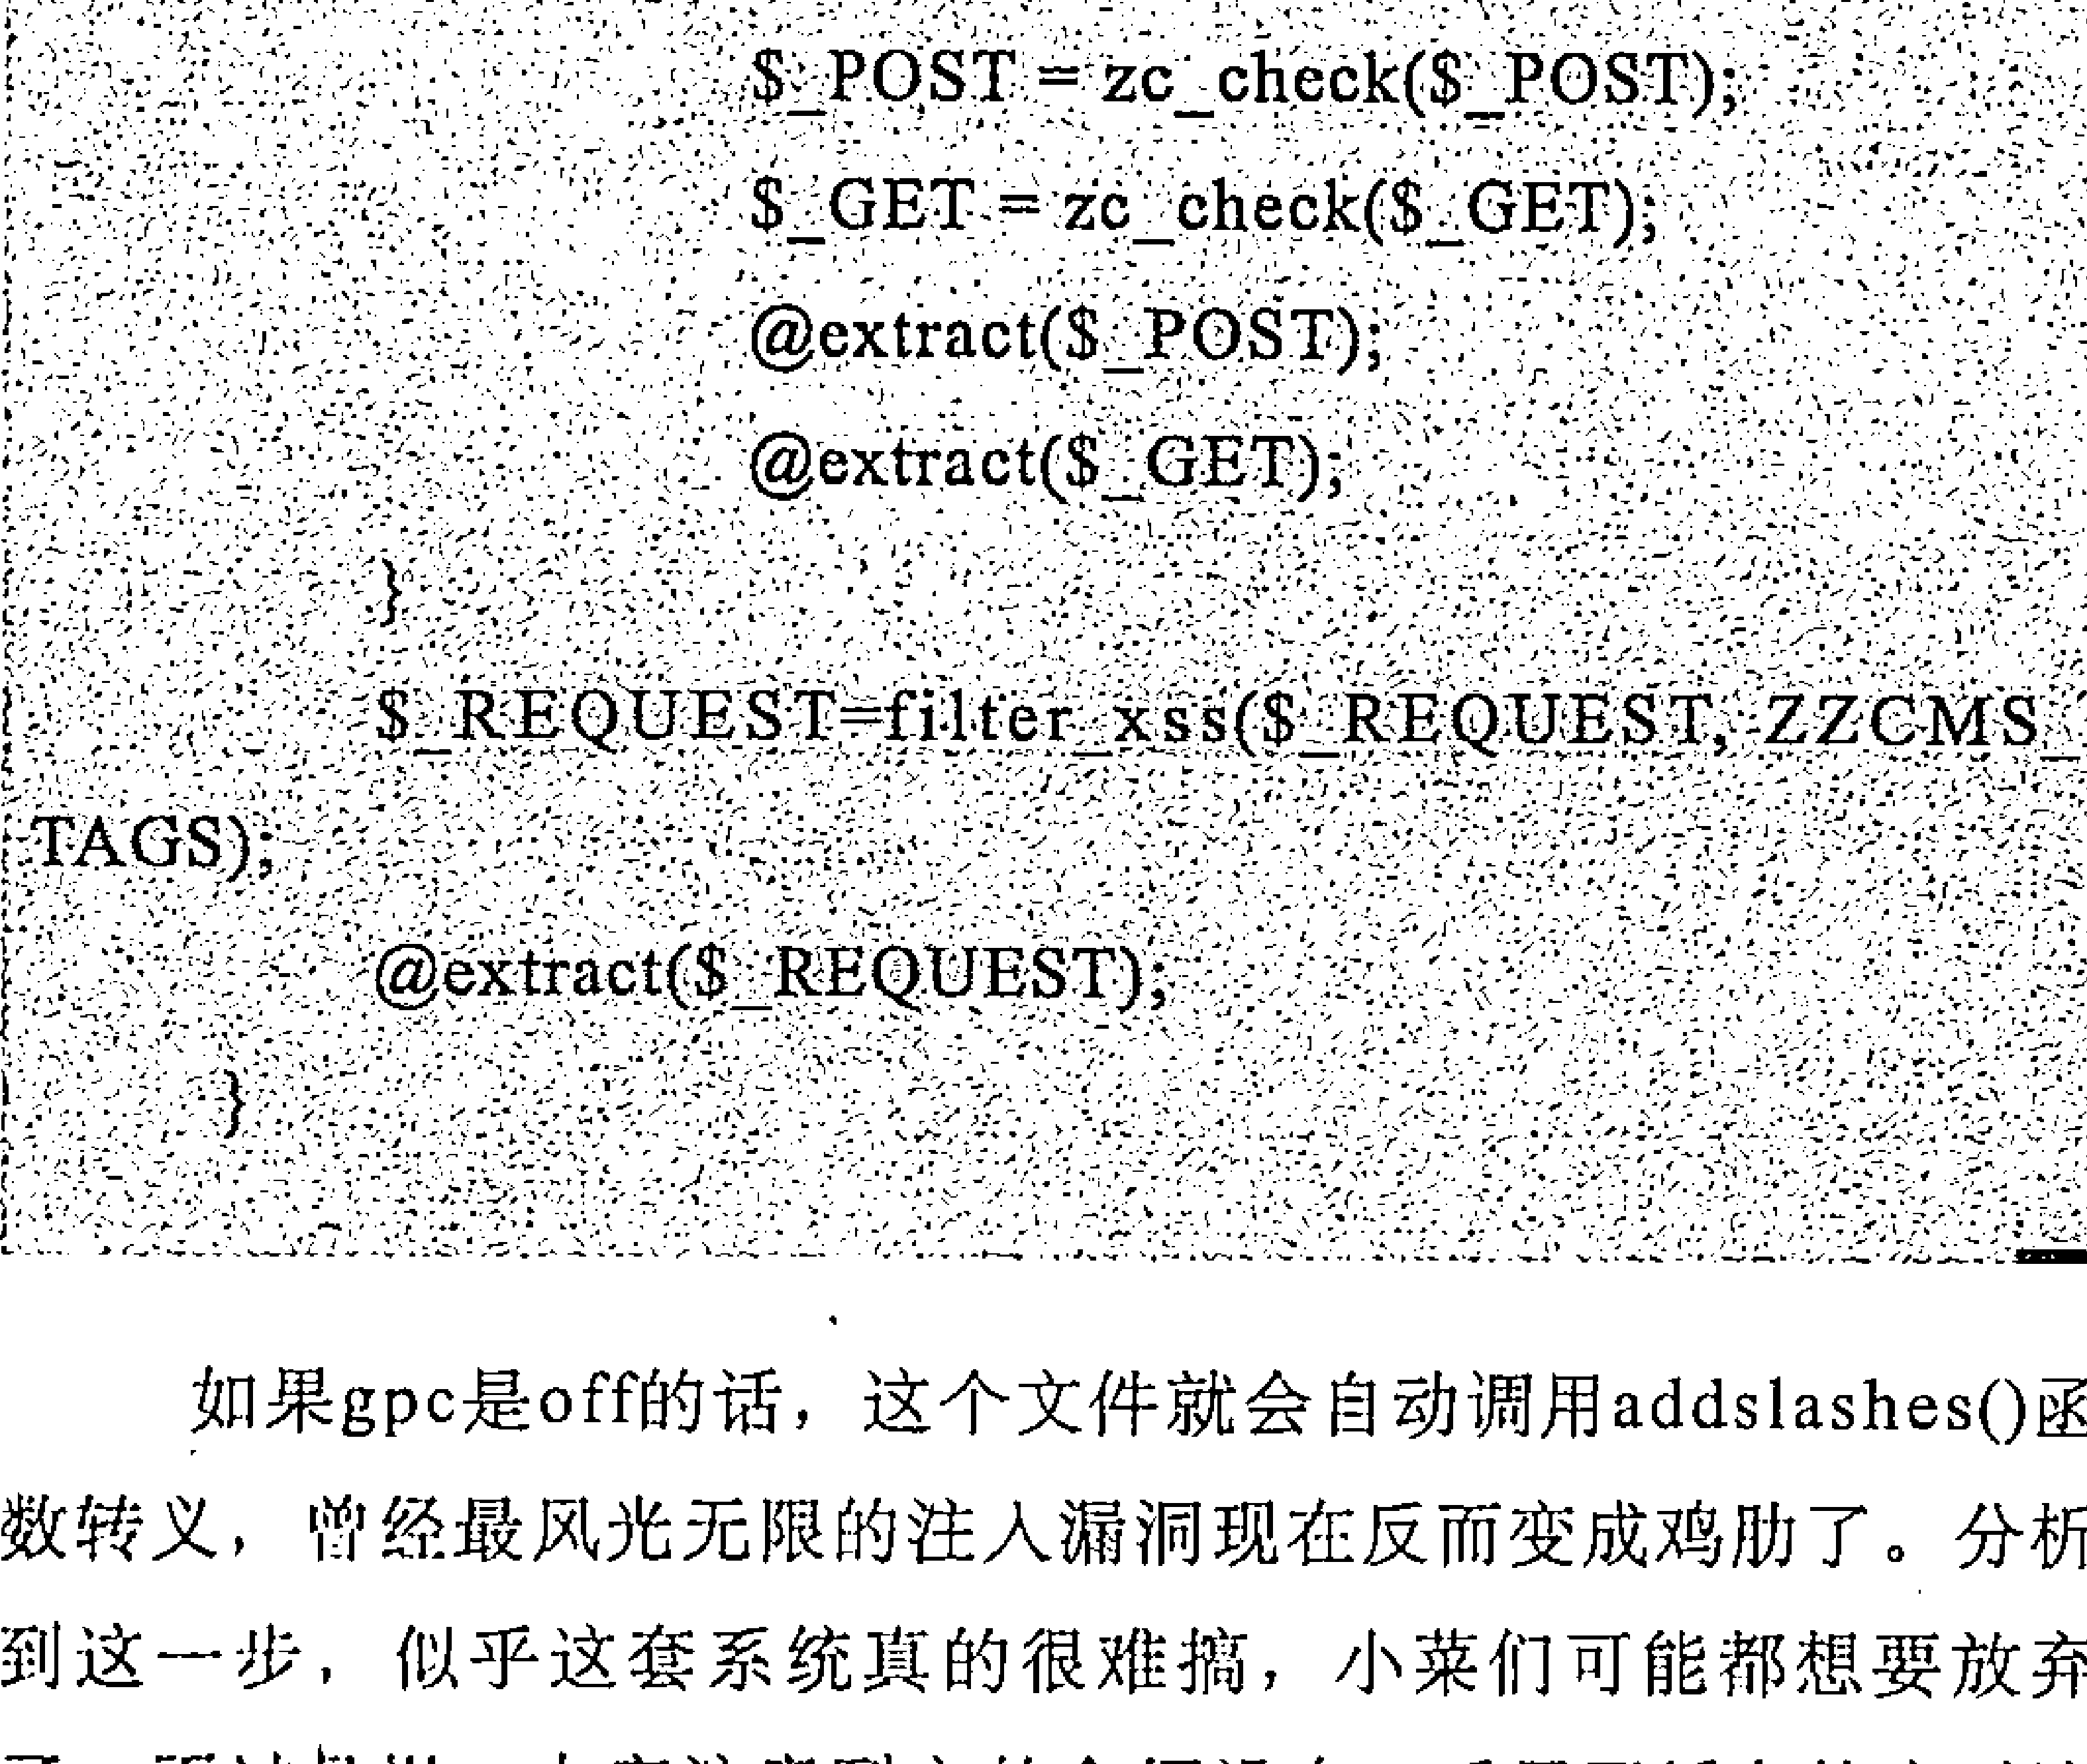 $_POST = zc_check($_POST);
$_GET = zc_check($_GET);
@extract($_POST);
@extract($_GET);
}
$_REQUEST=filter_xss($_REQUEST, ZZCMS_
TAGS);
@extract($_REQUEST);
}
如果gpc是off的话，这个文件就会自动调用addslashes()函
数转义，曾经最风光无限的注入漏洞现在反而变成鸡肋了。分析
到这一步，似乎这套系统真的很难搞，小菜们可能都想要放弃